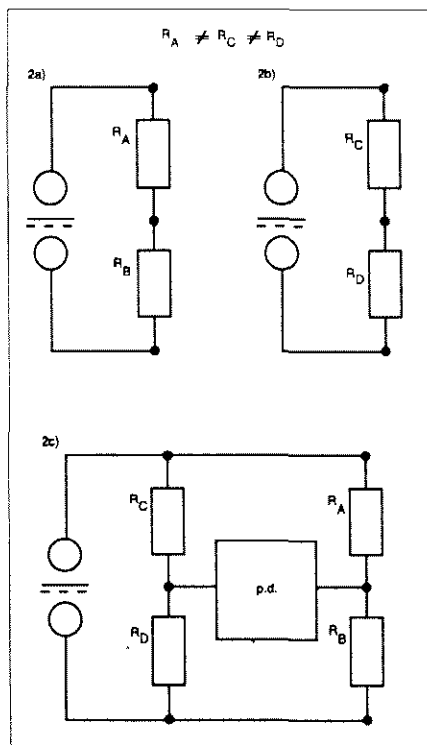 R_A ≠ R_C ≠ R_D
2a)
2b)
R_A
R_C
R_B
R_D
2c)
R_C
R_A
p.d.
R_D
R_B